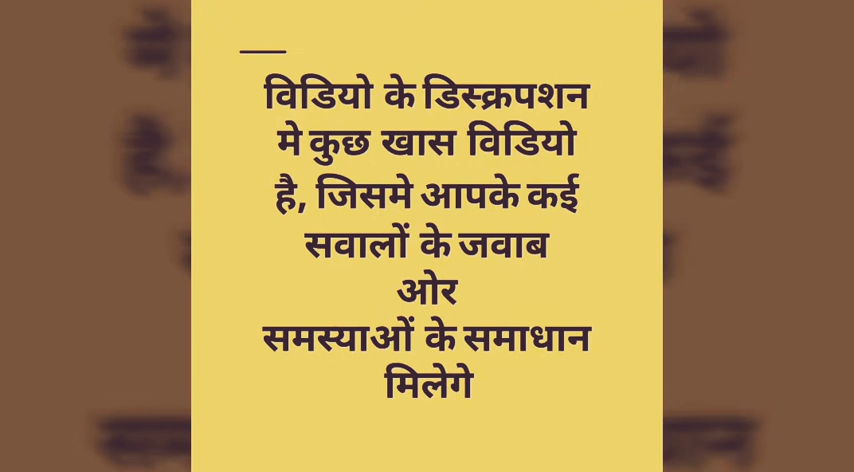 विडियो के डिस्क्रपशन
मे कुछ खास विडियो
है, जिसमे आपके कई
सवालों के जवाब
ओर
समस्याओं के समाधान
मिलेगे